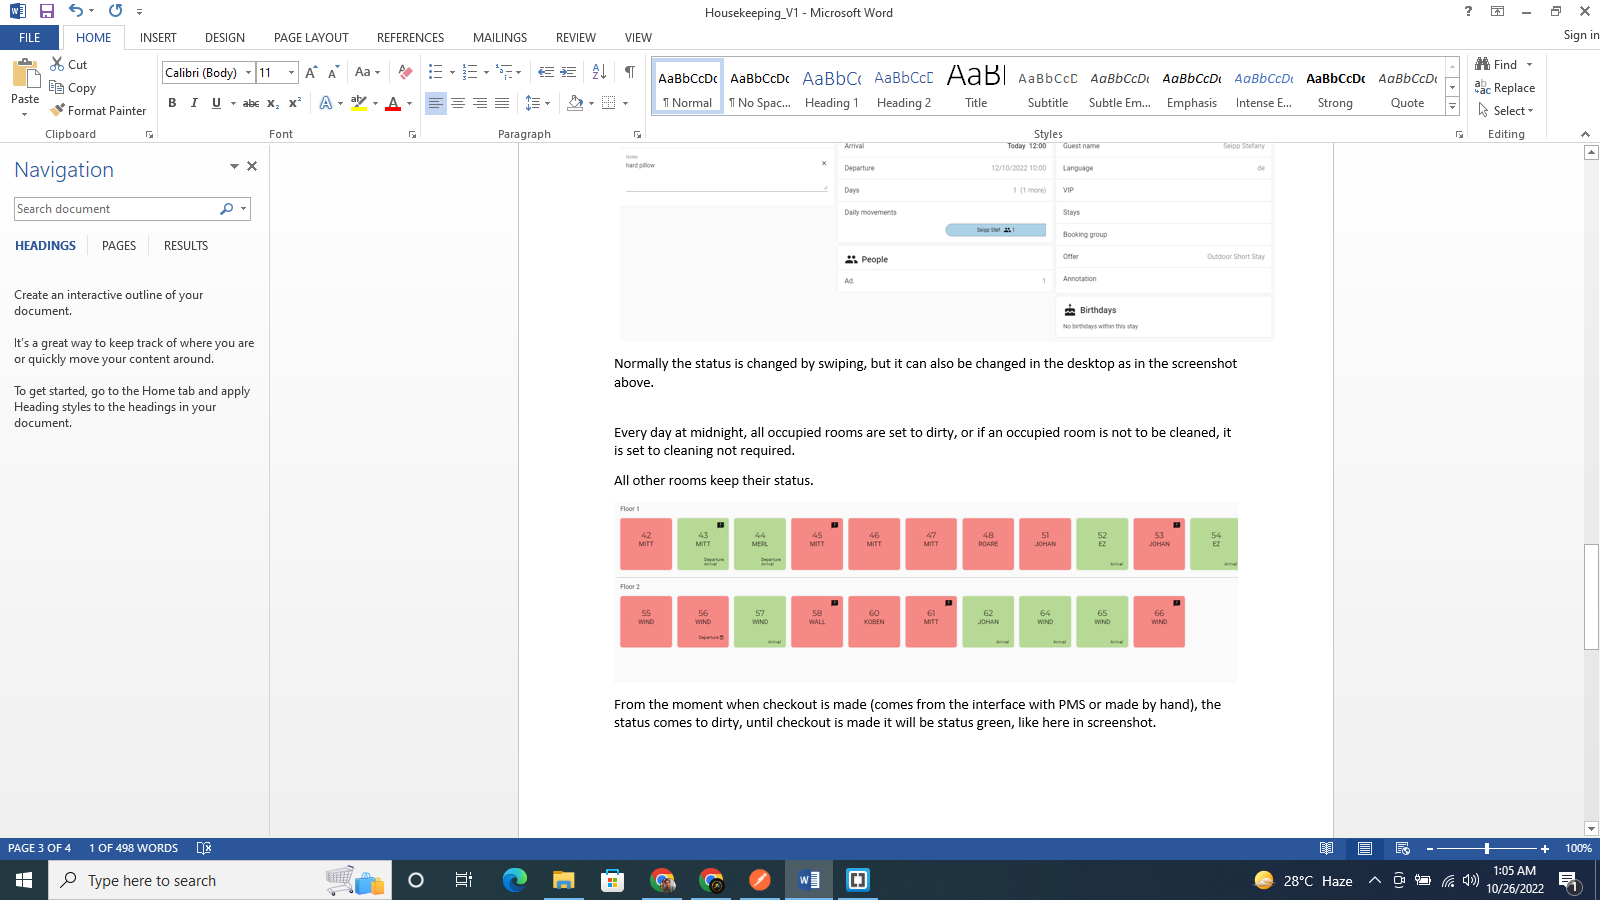 Housekeeping_V1 - Microsoft Word
?
FILE HOME INSERT DESIGN PAGE LAYOUT REFERENCES MAILINGS REVIEW VIEW Sign in
Paste Cut
Copy
Format Painter
Clipboard
Calibri (Body) 11 Aa
B I U abc x₂ x² A ab A
Font
Paragraph
AaBbCcDc AaBbCcDc AaBbCc AaBbCcD AaBl AaBbCcD AaBbCcDc AaBbCcDc AaBbCcDc AaBbCcDc AaBbCcDc
¶ Normal ¶ No Spac... Heading 1 Heading 2 Title Subtitle Subtle Em... Emphasis Intense E... Strong Quote
Styles
Find
Replace
Select
Editing
Navigation
Search document
HEADINGS PAGES RESULTS
Create an interactive outline of your
document.
It's a great way to keep track of where you are
or quickly move your content around.
To get started, go to the Home tab and apply
Heading styles to the headings in your
document.
Notes
hard pillow
Arrival Today 12:00
Departure 12/10/2022 10:00
Days 1 (1 more)
Daily movements
Seipp Stef. 1
People
Ad. 1
Guest name Seipp Stefany
Language de
VIP
Stays
Booking group
Offer Outdoor Short Stay
Annotation
Birthdays
No birthdays within this stay
Normally the status is changed by swiping, but it can also be changed in the desktop as in the screenshot
above.
Every day at midnight, all occupied rooms are set to dirty, or if an occupied room is not to be cleaned, it
is set to cleaning not required.
All other rooms keep their status.
Floor 1
42 43 44 45 46 47 48 51 52 53 54
MITT MITT MERL MITT MITT MITT ROARE JOHAN EZ JOHAN EZ
Departure Departure
Arrival Arrival Arrival Arrival
Floor 2
55 56 57 58 60 61 62 64 65 66
WIND WIND WIND WALL KOBEN MITT JOHAN WIND WIND WIND
Departure Arrival Arrival Arrival Arrival
From the moment when checkout is made (comes from the interface with PMS or made by hand), the
status comes to dirty, until checkout is made it will be status green, like here in screenshot.
PAGE 3 OF 4 1 OF 498 WORDS 100%
Type here to search
28°C Haze
1:05 AM
10/26/2022
1